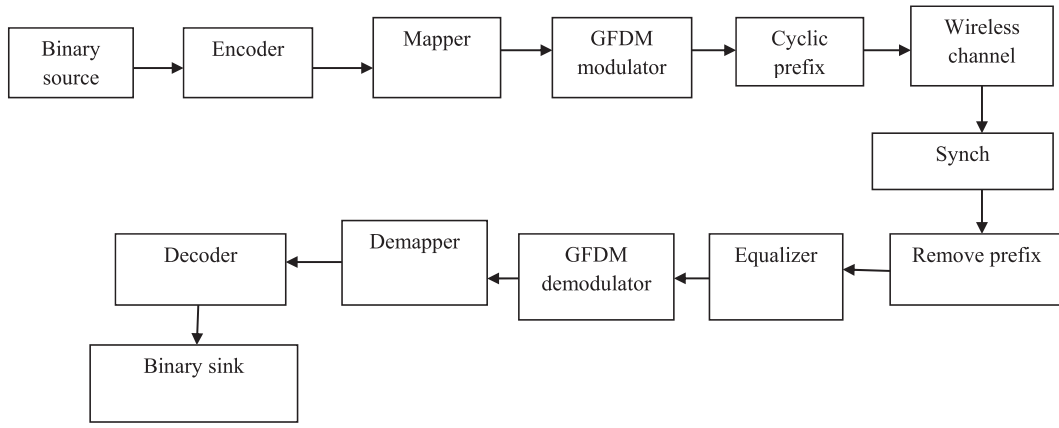 Binary
source
Encoder
Mapper
GFDM
modulator
Cyclic
prefix
Wireless
channel
Synch
Remove prefix
Equalizer
GFDM
demodulator
Demapper
Decoder
Binary sink